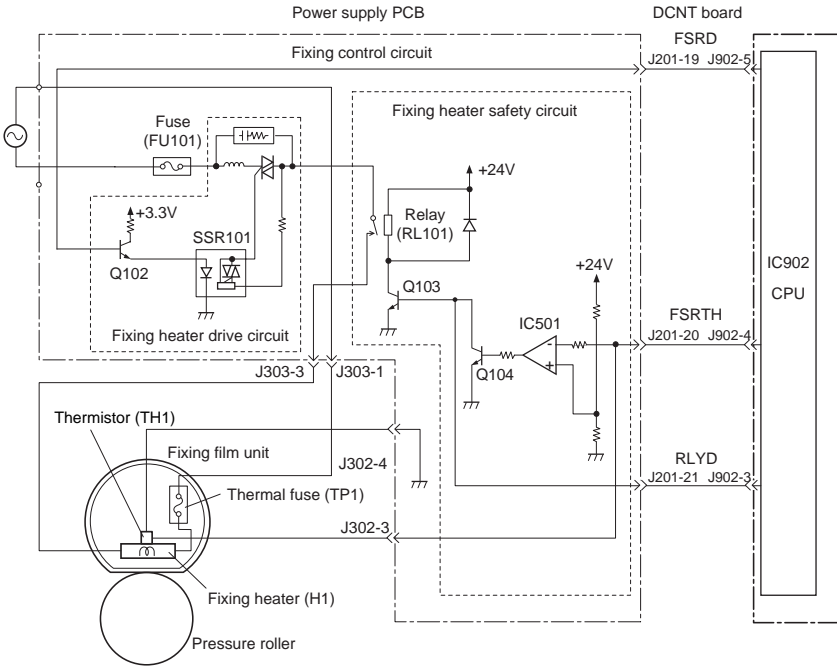 Power supply PCB
DCNT board
Fixing control circuit
FSRD
J201-19 J902-5
Fixing heater safety circuit
Fuse
(FU101)
+24V
+3.3V
SSR101
Relay
(RL101)
Q102
Q103
+24V
IC902
CPU
IC501
FSRTH
J201-20 J902-4
Fixing heater drive circuit
-
+
Q104
J303-3
J303-1
Thermistor (TH1)
Fixing film unit
J302-4
RLYD
J201-21 J902-3
Thermal fuse (TP1)
J302-3
Fixing heater (H1)
Pressure roller